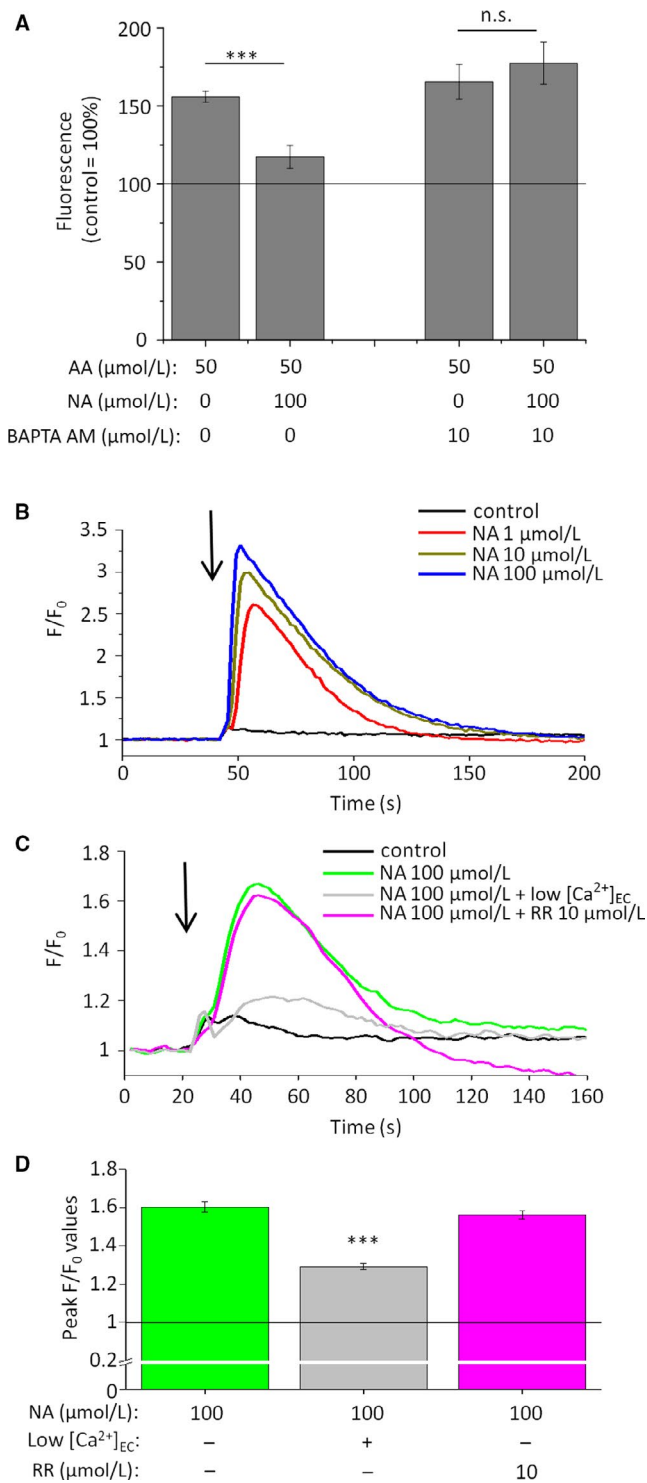 A
Fluorescence
(control = 100%)
200
150
100
50
0
***
n.s.
AA (μmol/L): 50 50 50 50
NA (μmol/L): 0 100 0 100
BAPTA AM (μmol/L): 0 0 10 10
B
F/F0
3.5
3
2.5
2
1.5
1
control
NA 1 μmol/L
NA 10 μmol/L
NA 100 μmol/L
0 50 100 150 200
Time (s)
C
F/F0
1.8
1.6
1.4
1.2
1
control
NA 100 μmol/L
NA 100 μmol/L + low [Ca2+]EC
NA 100 μmol/L + RR 10 μmol/L
0 20 40 60 80 100 120 140 160
Time (s)
D
Peak F/F0 values
1.8
1.6
1.4
1.2
1
0.2
0
***
NA (μmol/L): 100 100 100
Low [Ca2+]EC: – + –
RR (μmol/L): – – 10